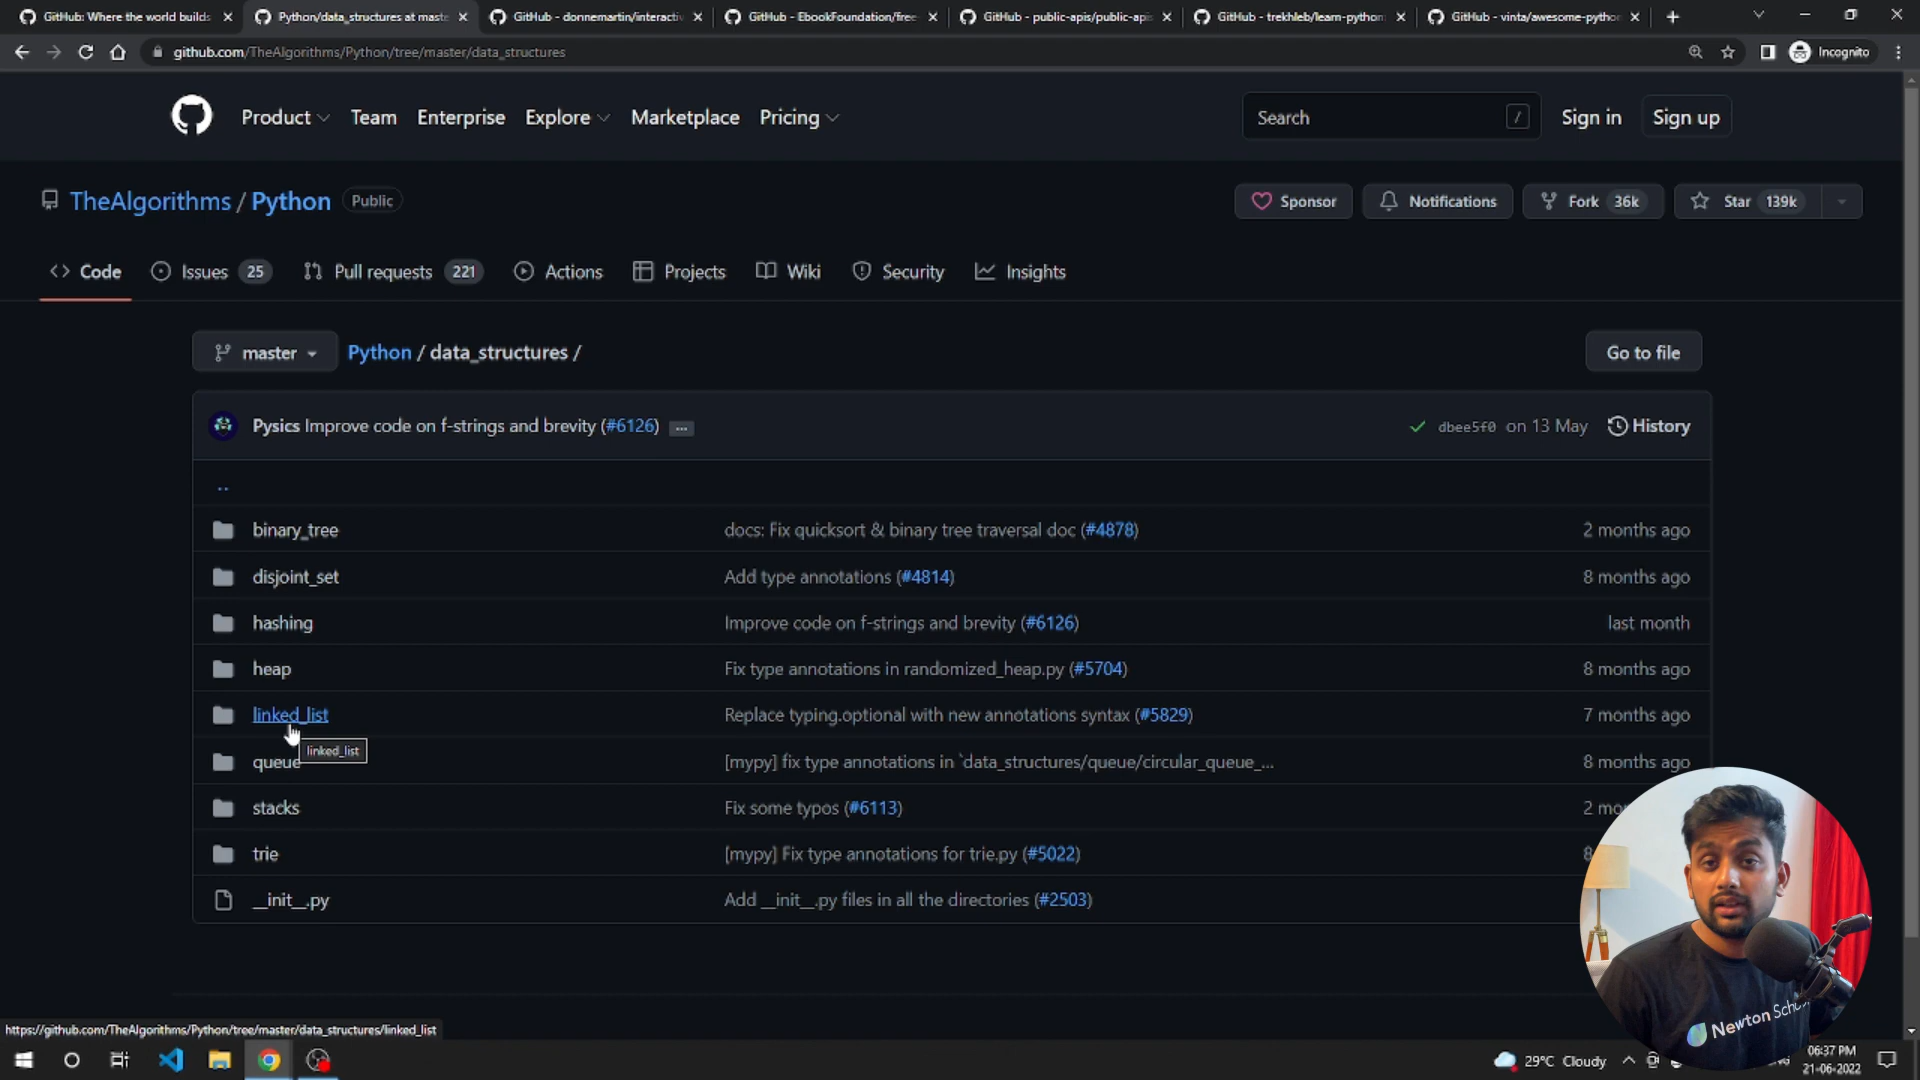 GitHub: Where the world builds
Python/data_structures at maste
GitHub - donnemartin/interactiv
GitHub - EbookFoundation/free-
GitHub - public-apis/public-apis
GitHub - trekhleb/learn-python:
GitHub - vinta/awesome-python
github.com/TheAlgorithms/Python/tree/master/data_structures
Incognito
Product Team Enterprise Explore Marketplace Pricing
Search /
Sign in Sign up
TheAlgorithms / Python Public
Sponsor Notifications Fork 36k Star 139k
<> Code Issues 25 Pull requests 221 Actions Projects Wiki Security Insights
master Python / data_structures /
Go to file
Pysics Improve code on f-strings and brevity (#6126) ...
dbee5f0 on 13 May History
..
binary_tree docs: Fix quicksort & binary tree traversal doc (#4878) 2 months ago
disjoint_set Add type annotations (#4814) 8 months ago
hashing Improve code on f-strings and brevity (#6126) last month
heap Fix type annotations in randomized_heap.py (#5704) 8 months ago
linked_list Replace typing.optional with new annotations syntax (#5829) 7 months ago
linked_list
queue [mypy] fix type annotations in `data_structures/queue/circular_queue_... 8 months ago
stacks Fix some typos (#6113) 2
trie [mypy] Fix type annotations for trie.py (#5022) 8
__init__.py Add __init__.py files in all the directories (#2503)
Newton
https://github.com/TheAlgorithms/Python/tree/master/data_structures/linked_list
29°C Cloudy
06:37 PM
21-06-2022